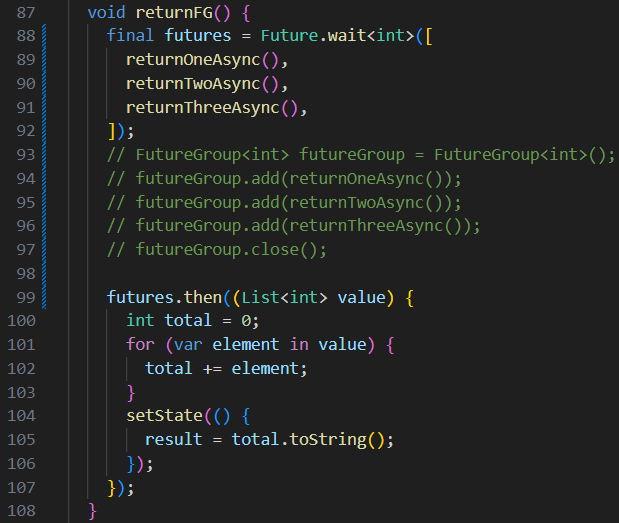 87 void returnFG() {
88 final futures = Future.wait<int>([
89 returnOneAsync(),
90 returnTwoAsync(),
91 returnThreeAsync(),
92 ]);
93 // FutureGroup<int> futureGroup = FutureGroup<int>();
94 // futureGroup.add(returnOneAsync());
95 // futureGroup.add(returnTwoAsync());
96 // futureGroup.add(returnThreeAsync());
97 // futureGroup.close();
98
99 futures.then((List<int> value) {
100 int total = 0;
101 for (var element in value) {
102 total += element;
103 }
104 setState(() {
105 result = total.toString();
106 });
107 });
108 }